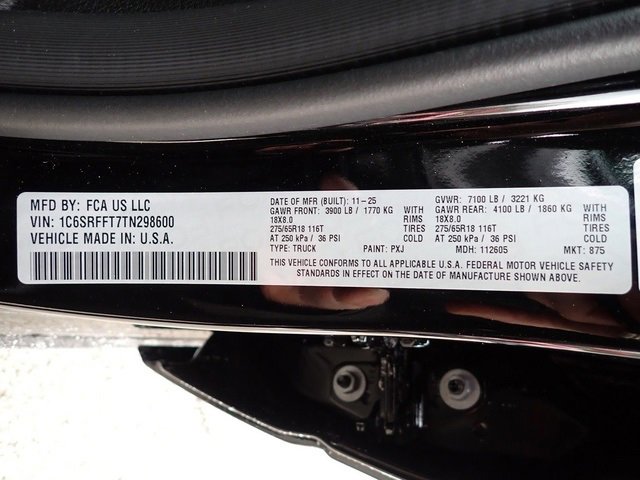 MFD BY: FCA US LLC
VIN: 1C6SRFFT7TN298600
VEHICLE MADE IN: U.S.A.
DATE OF MFR (BUILT): 11-25
GAWR FRONT: 3900 LB / 1770 KG WITH
18X8.0 RIMS
275/65R18 116T TIRES
AT 250 kPa / 36 PSI COLD
TYPE: TRUCK PAINT: PXJ
GVWR: 7100 LB / 3221 KG
GAWR REAR: 4100 LB / 1860 KG WITH
18X8.0 RIMS
275/65R18 116T TIRES
AT 250 kPa / 36 PSI COLD
MDH: 112605 MKT: 875
THIS VEHICLE CONFORMS TO ALL APPLICABLE U.S.A. FEDERAL MOTOR VEHICLE SAFETY
STANDARDS IN EFFECT ON THE DATE OF MANUFACTURE SHOWN ABOVE.